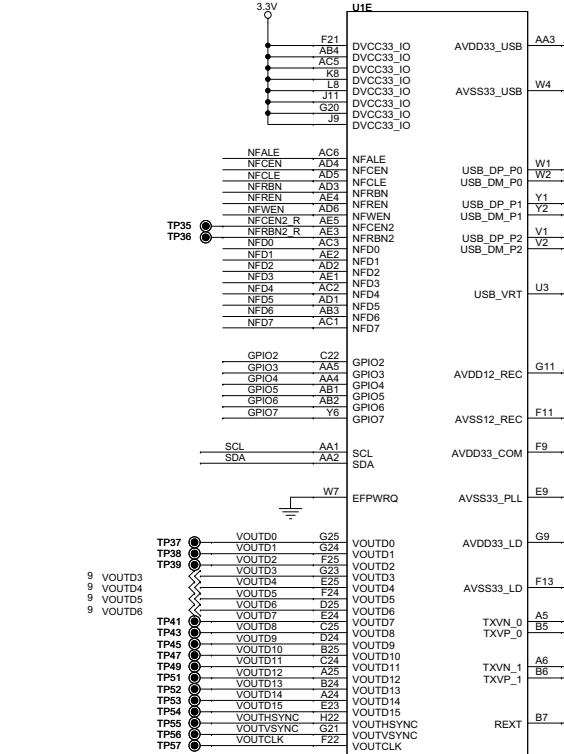 3.3V
U1E
F21 DVCC33_IO AVDD33_USB AA3
AB4 DVCC33_IO
AC5 DVCC33_IO
K8 DVCC33_IO
L8 DVCC33_IO AVSS33_USB W4
J11 DVCC33_IO
G20 DVCC33_IO
J9 DVCC33_IO
NFALE AC6 NFALE
NFCEN AD4 NFCEN USB_DP_P0 W1
NFCLE AD5 NFCLE USB_DM_P0 W2
NFRBN AD3 NFRBN
NFREN AE4 NFREN USB_DP_P1 Y1
NFWEN AD6 NFWEN USB_DM_P1 Y2
TP35 NFCEN2_R AE5 NFCEN2
TP36 NFRBN2_R AE3 NFRBN2 USB_DP_P2 V1
NFD0 AC3 NFD0 USB_DM_P2 V2
NFD1 AE2 NFD1
NFD2 AD2 NFD2
NFD3 AE1 NFD3
NFD4 AC2 NFD4 USB_VRT U3
NFD5 AD1 NFD5
NFD6 AB3 NFD6
NFD7 AC1 NFD7
GPIO2 C22 GPIO2
GPIO3 AA5 GPIO3 AVDD12_REC G11
GPIO4 AA4 GPIO4
GPIO5 AB1 GPIO5
GPIO6 AB2 GPIO6
GPIO7 Y6 GPIO7 AVSS12_REC F11
SCL AA1 SCL AVDD33_COM F9
SDA AA2 SDA
W7 EFPWRQ AVSS33_PLL E9
TP37 VOUTD0 G25 VOUTD0 AVDD33_LD G9
TP38 VOUTD1 G24 VOUTD1
TP39 VOUTD2 F25 VOUTD2
9 VOUTD3 VOUTD3 G23 VOUTD3
9 VOUTD4 VOUTD4 E25 VOUTD4 AVSS33_LD F13
9 VOUTD5 VOUTD5 F24 VOUTD5
9 VOUTD6 VOUTD6 D25 VOUTD6
TP41 VOUTD7 E24 VOUTD7 TXVN_0 A5
TP43 VOUTD8 C25 VOUTD8 TXVP_0 B5
TP45 VOUTD9 D24 VOUTD9
TP47 VOUTD10 B25 VOUTD10
TP49 VOUTD11 C24 VOUTD11 TXVN_1 A6
TP51 VOUTD12 A25 VOUTD12 TXVP_1 B6
TP52 VOUTD13 B24 VOUTD13
TP53 VOUTD14 A24 VOUTD14
TP54 VOUTD15 E23 VOUTD15
TP55 VOUTHSYNC H22 VOUTHSYNC REXT B7
TP56 VOUTVSYNC G21 VOUTVSYNC
TP57 VOUTCLK F22 VOUTCLK